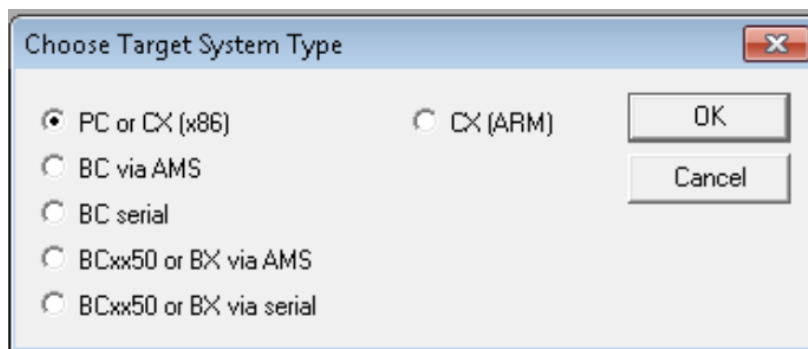 Choose Target System Type
PC or CX (x86)
CX (ARM)
OK
BC via AMS
Cancel
BC serial
BCxx50 or BX via AMS
BCxx50 or BX via serial